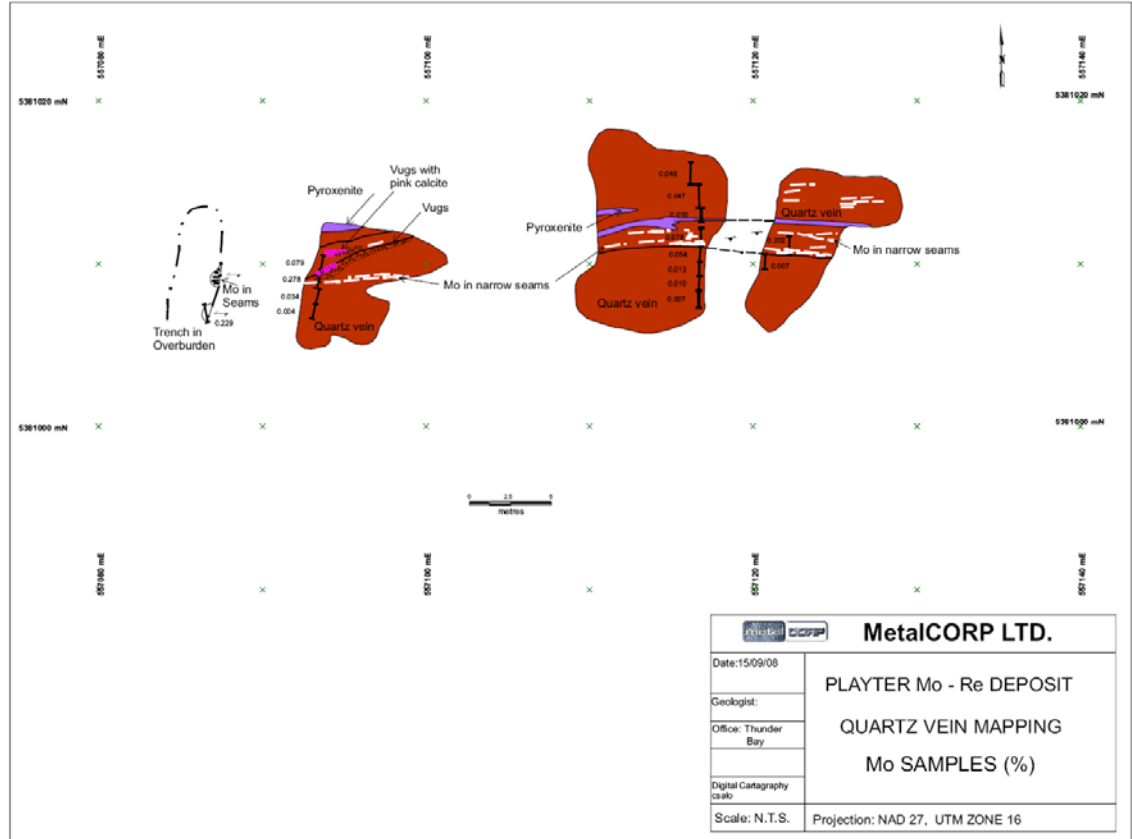 557080 mE
557100 mE
557120 mE
557140 mE
5381020 mN
5381020 mN
Vugs with
pink calcite
Pyroxenite
Vugs
0.079
0.278
0.034
0.004
Quartz vein
Mo in
Seams
0.229
Trench in
Overburden
Mo in narrow seams
0.048
0.047
Pyroxenite
0.054
0.013
0.010
0.007
Quartz vein
Quartz vein
0.007
Mo in narrow seams
5381000 mN
5381000 mN
0 2.5 5
metres
557080 mE
557100 mE
557120 mE
557140 mE
metal CORP
MetalCORP LTD.
Date:15/09/08
Geologist:
Office: Thunder
Bay
Digital Cartagraphy
csalo
Scale: N.T.S.
PLAYTER Mo - Re DEPOSIT
QUARTZ VEIN MAPPING
Mo SAMPLES (%)
Projection: NAD 27, UTM ZONE 16